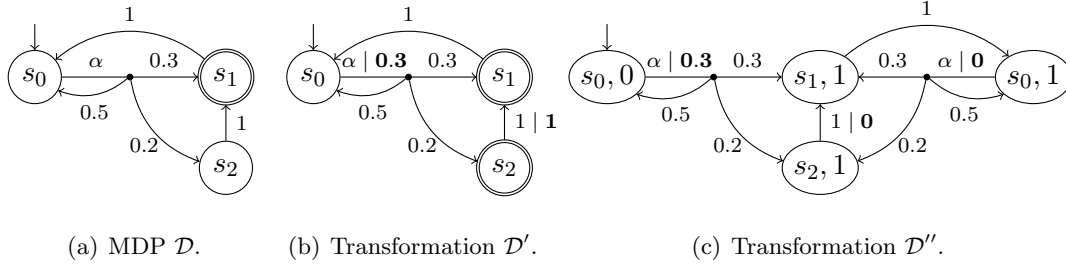 1
s₀
α
0.3
s₁
0.5
0.2
1
s₂
(a) MDP 𝒟.
1
s₀
α | 0.3
0.3
s₁
0.5
0.2
1 | 1
s₂
(b) Transformation 𝒟′.
1
s₀, 0
α | 0.3
0.3
s₁, 1
0.3
α | 0
s₀, 1
0.5
0.5
0.2
1 | 0
0.2
s₂, 1
(c) Transformation 𝒟″.